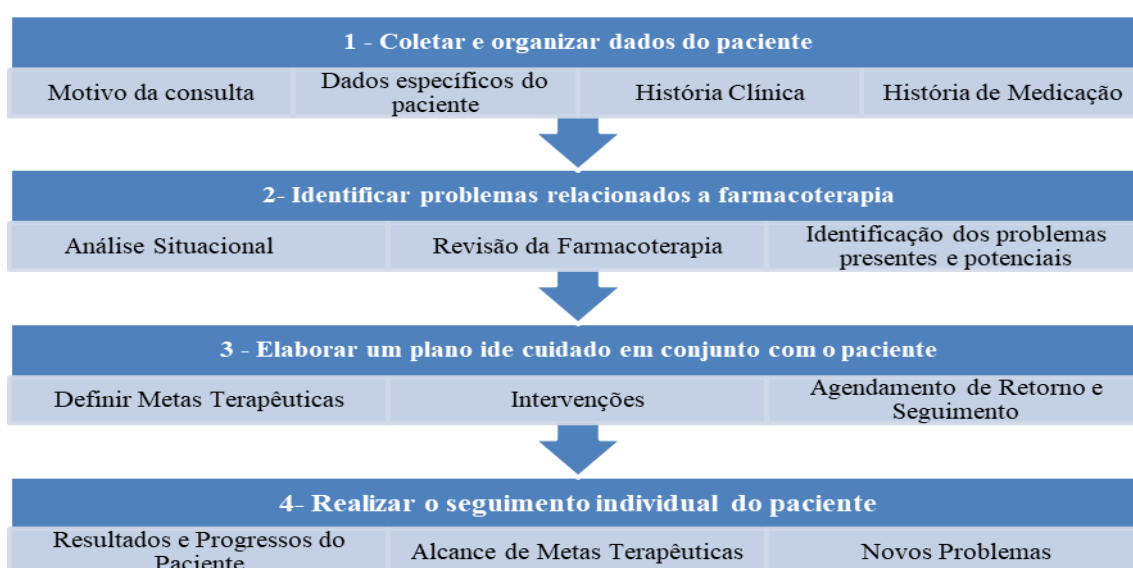 1 - Coletar e organizar dados do paciente
Motivo da consulta
Dados específicos do
paciente
História Clínica
História de Medicação
2- Identificar problemas relacionados a farmacoterapia
Análise Situacional
Revisão da Farmacoterapia
Identificação dos problemas
presentes e potenciais
3 - Elaborar um plano ide cuidado em conjunto com o paciente
Definir Metas Terapêuticas
Intervenções
Agendamento de Retorno e
Seguimento
4- Realizar o seguimento individual do paciente
Resultados e Progressos do
Paciente
Alcance de Metas Terapêuticas
Novos Problemas